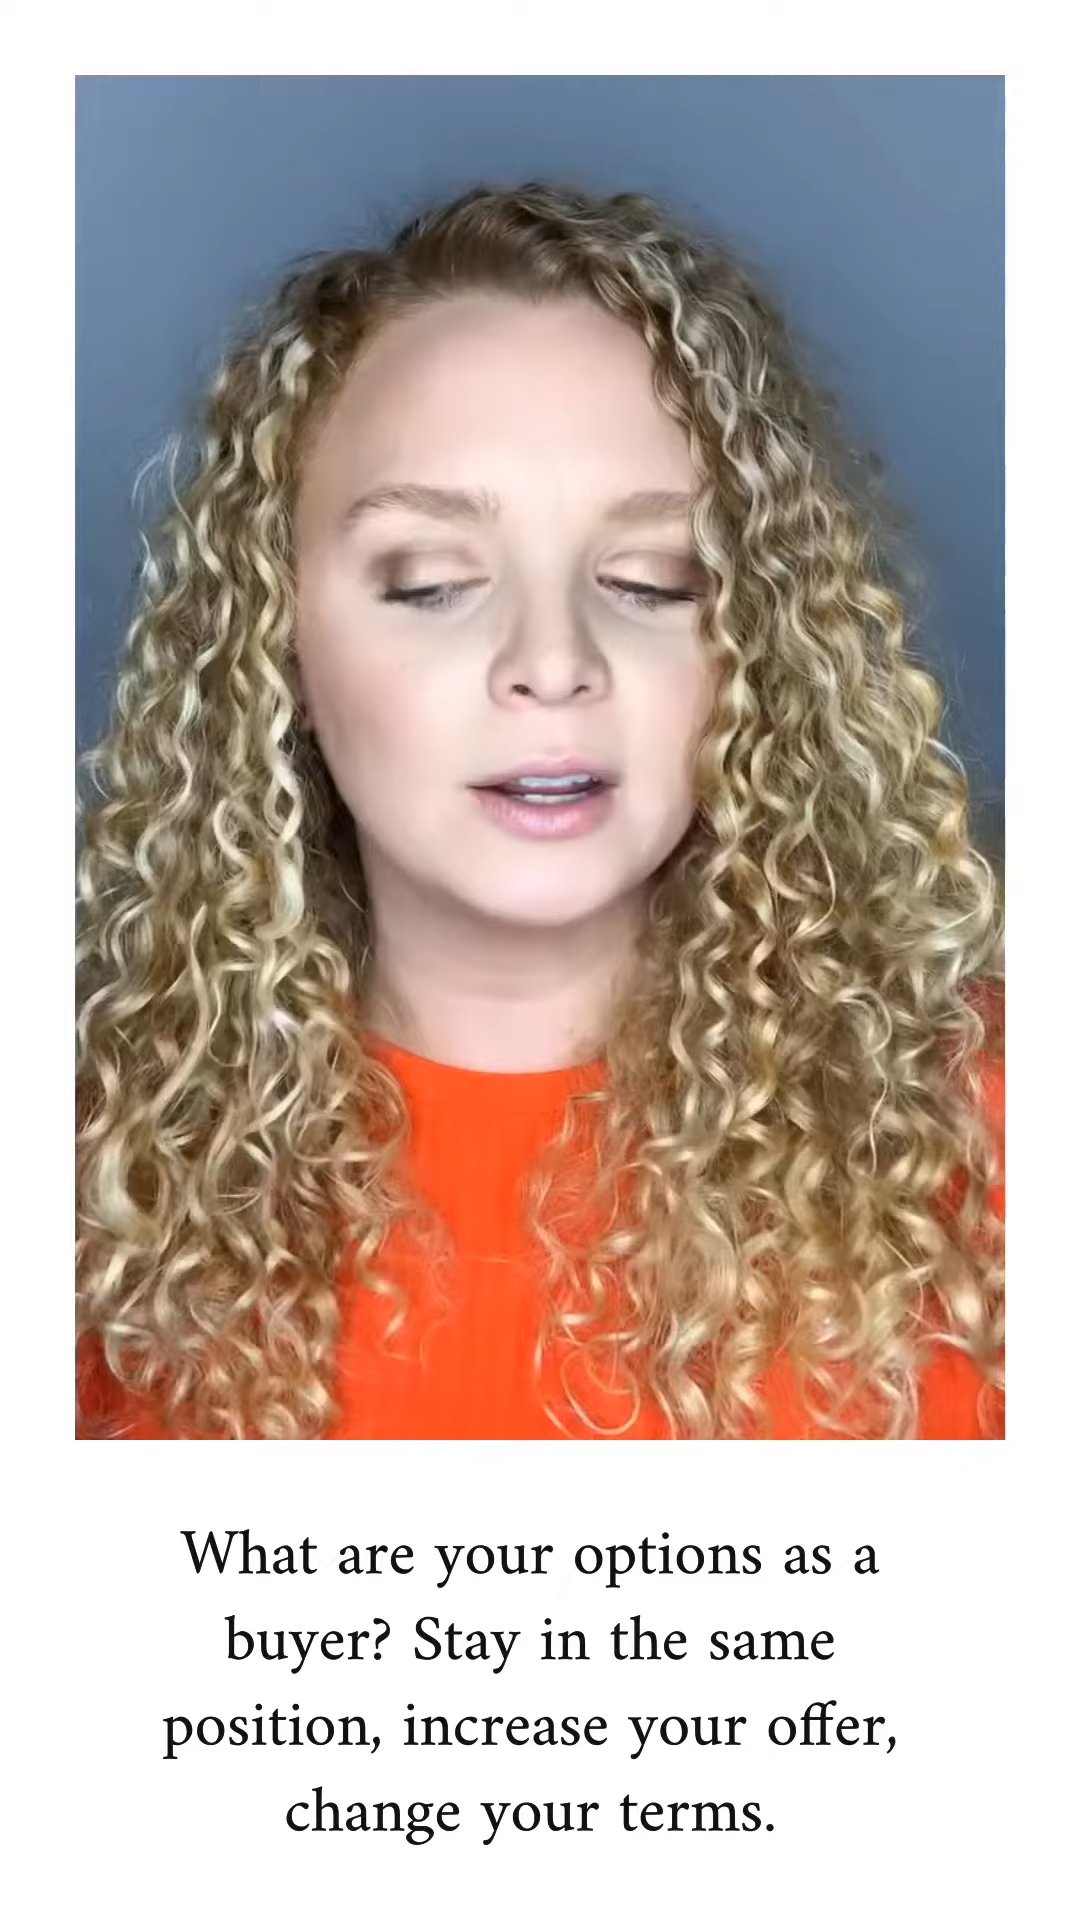 What are your options as a
buyer? Stay in the same
position, increase your offer,
change your terms.